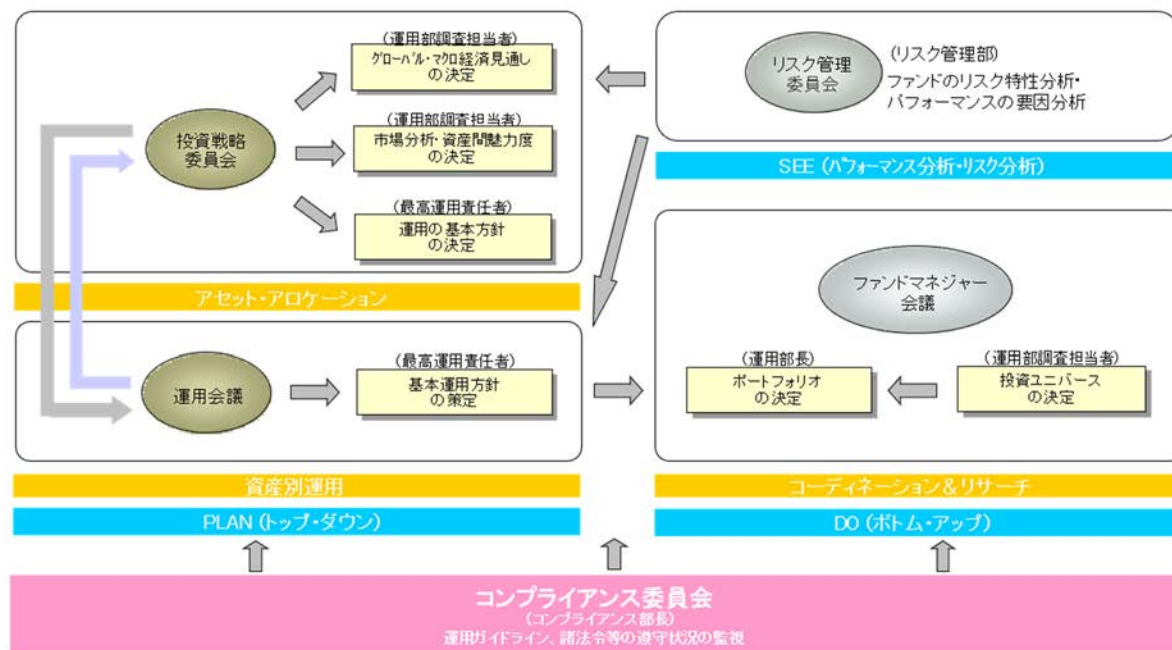 (運用部調査担当者)
グローバル・マクロ経済見通し
の決定
投資戦略
委員会
(運用部調査担当者)
市場分析・資産間魅力度
の決定
(最高運用責任者)
運用の基本方針
の決定
アセット・アロケーション
リスク管理
委員会
(リスク管理部)
ファンドのリスク特性分析・
パフォーマンスの要因分析
SEE (パフォーマンス分析・リスク分析)
運用会議
(最高運用責任者)
基本運用方針
の策定
資産別運用
PLAN (トップ・ダウン)
ファンドマネジャー
会議
(運用部長)
ポートフォリオ
の決定
(運用部調査担当者)
投資ユニバース
の決定
コーディネーション&リサーチ
DO (ボトム・アップ)
コンプライアンス委員会
(コンプライアンス部長)
運用ガイドライン、諸法令等の遵守状況の監視